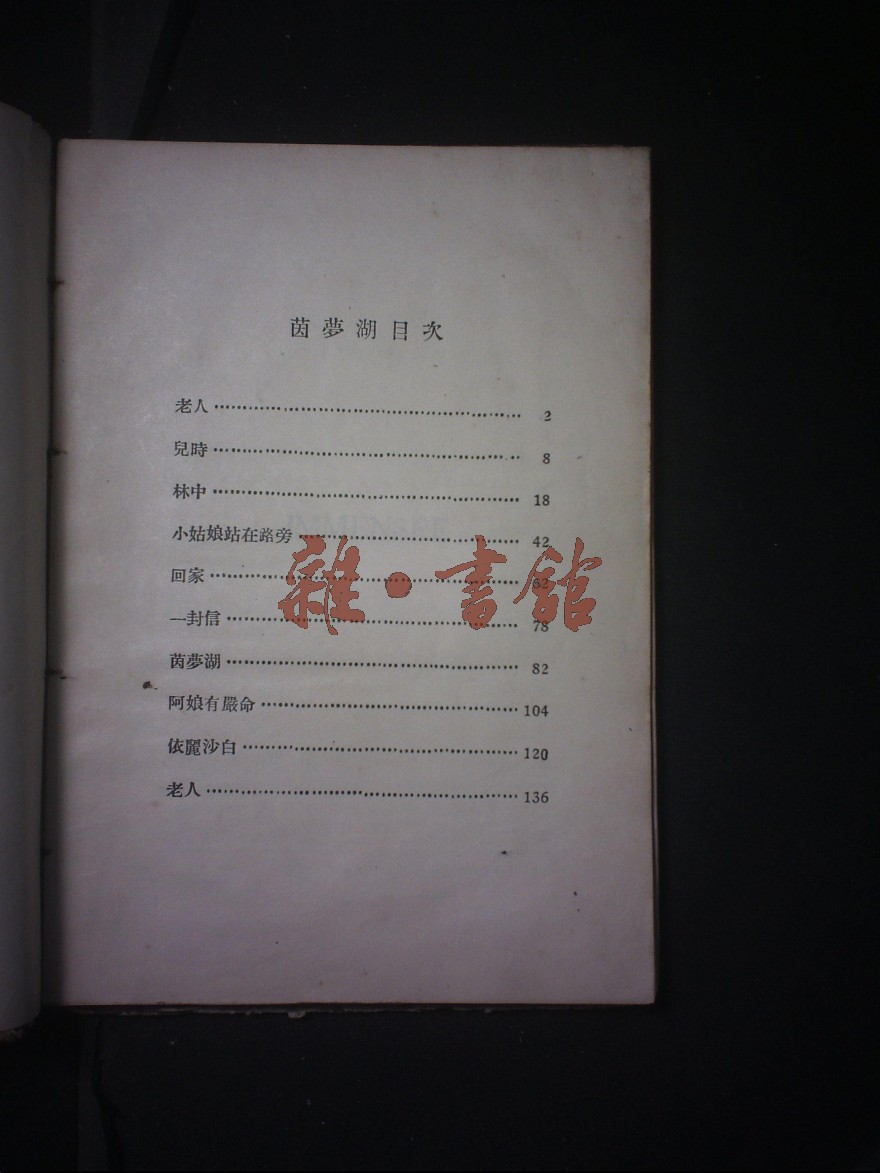 茵夢湖目次
老人 2
兒時 8
林中 18
小姑娘站在路旁 42
回家 62
一封信 78
茵夢湖 82
阿娘有嚴命 104
依麗沙白 120
老人 136
雜·書館